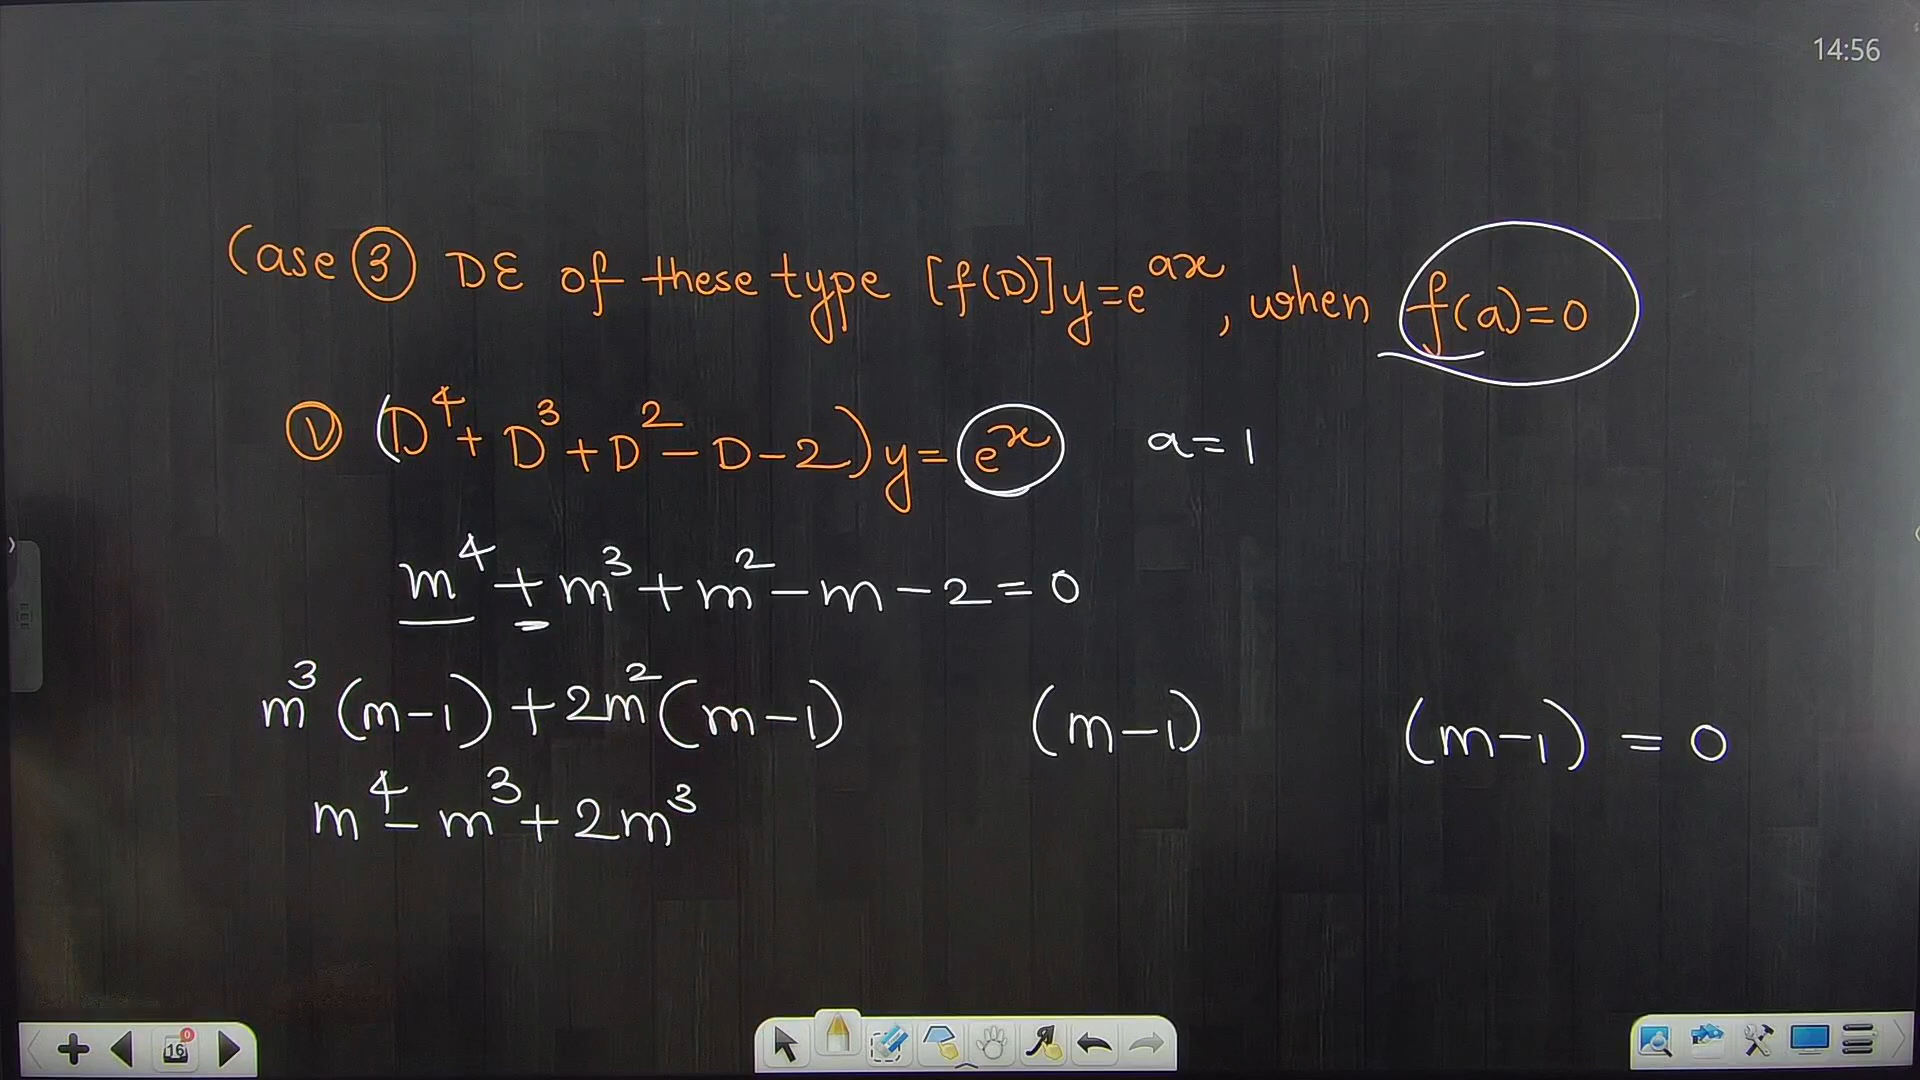 14:56
Case ③ DE of these type [f(D)]y=e^{ax}, when f(a)=0
Ⓥ (D⁴+D³+D²-D-2)y=e^x a=1
m⁴+m³+m²-m-2=0
m³(m-1)+2m²(m-1) (m-1) (m-1)=0
m⁴-m³+2m³
16
0